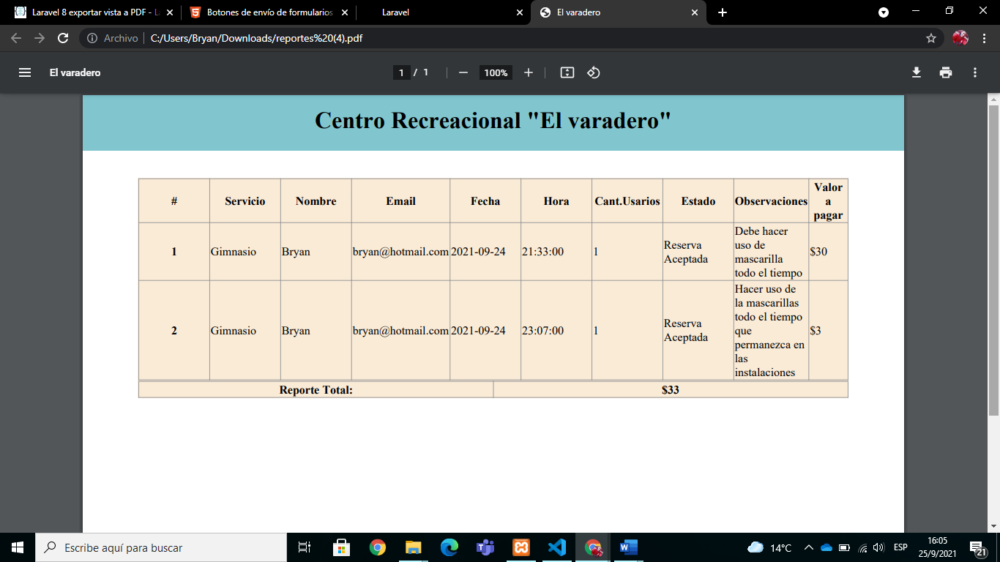 Laravel 8 exportar vista a PDF - La
Botones de envío de formularios
Laravel
El varadero
Archivo
C:/Users/Bryan/Downloads/reportes%20(4).pdf
El varadero
1 / 1
100%
Centro Recreacional "El varadero"
# Servicio Nombre Email Fecha Hora Cant.Usarios Estado Observaciones Valor a pagar
1 Gimnasio Bryan bryan@hotmail.com 2021-09-24 21:33:00 1 Reserva Aceptada Debe hacer uso de mascarilla todo el tiempo $30
2 Gimnasio Bryan bryan@hotmail.com 2021-09-24 23:07:00 1 Reserva Aceptada Hacer uso de la mascarillas todo el tiempo que permanezca en las instalaciones $3
Reporte Total: $33
Escribe aquí para buscar
14°C
ESP
16:05
25/9/2021
21